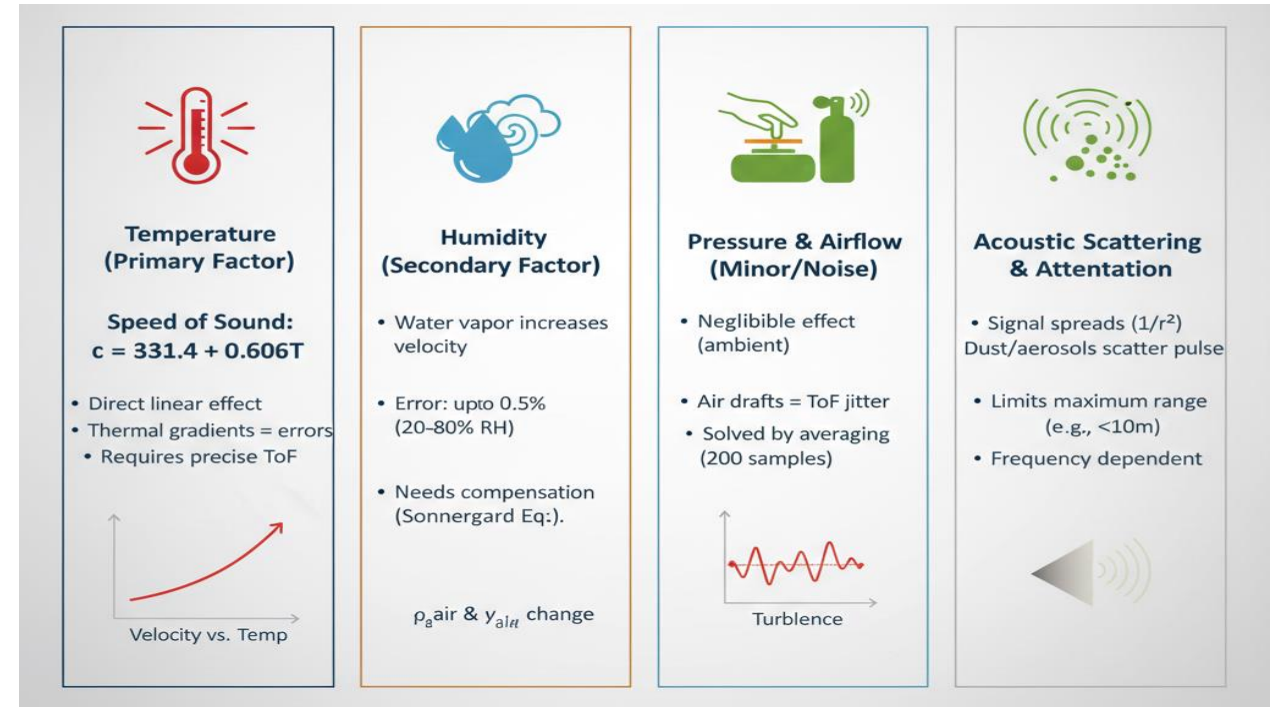 Temperature
(Primary Factor)
Speed of Sound:
c = 331.4 + 0.606T
• Direct linear effect
• Thermal gradients = errors
• Requires precise ToF
Velocity vs. Temp
Humidity
(Secondary Factor)
• Water vapor increases
velocity
• Error: upto 0.5%
(20-80% RH)
• Needs compensation
(Sonnergard Eq:).
ρ₈air & y change
Pressure & Airflow
(Minor/Noise)
• Neglibible effect
(ambient)
• Air drafts = ToF jitter
• Solved by averaging
(200 samples)
Turblence
Acoustic Scattering
& Attentation
• Signal spreads (1/r²)
Dust/aerosols scatter pulse
• Limits maximum range
(e.g., <10m)
• Frequency dependent